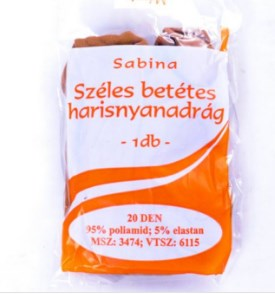 Sabina
Széles betétes
harisnyanadrág
- 1db -
20 DEN
95% poliamid; 5% elastan
MSZ: 3474; VTSZ: 6115